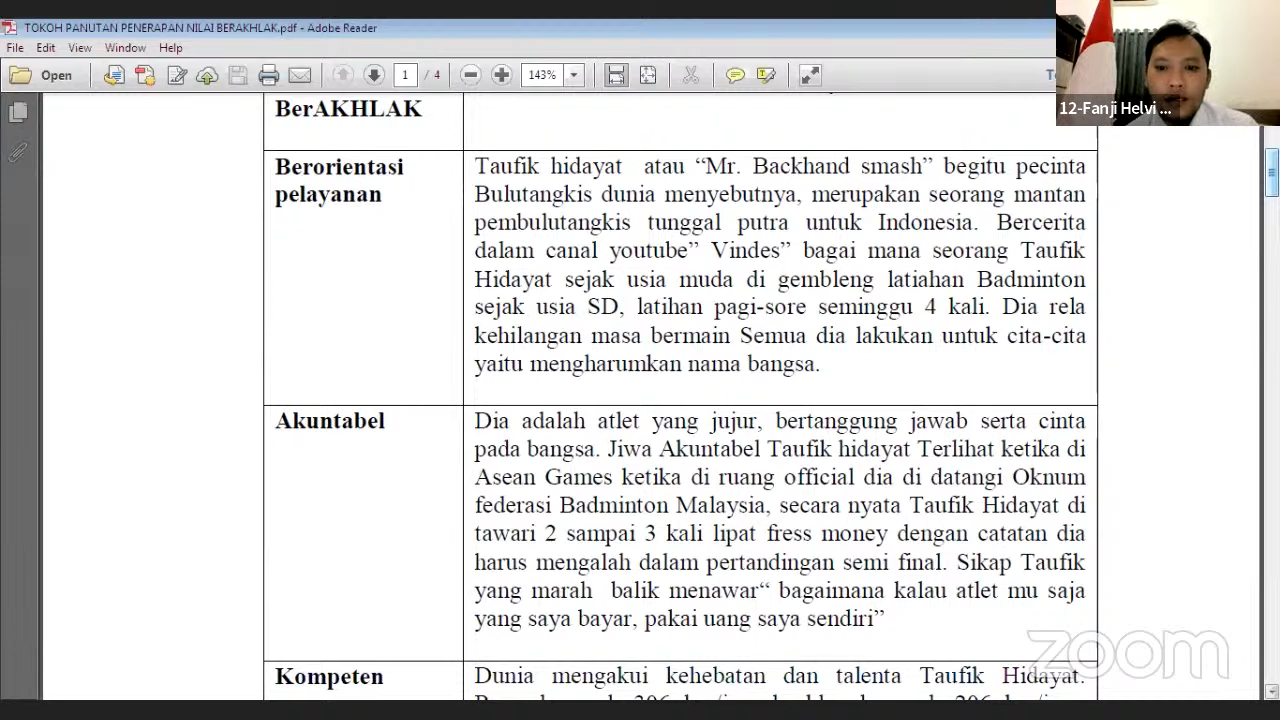 TOKOH PANUTAN PENERAPAN NILAI BERAKHLAK.pdf - Adobe Reader
File Edit View Window Help
Open 1 / 4 143%
12-Fanji Helvi ...
BerAKHLAK
Berorientasi
pelayanan
Taufik hidayat atau “Mr. Backhand smash” begitu pecinta
Bulutangkis dunia menyebutnya, merupakan seorang mantan
pembulutangkis tunggal putra untuk Indonesia. Bercerita
dalam canal youtube” Vindes” bagai mana seorang Taufik
Hidayat sejak usia muda di gembleng latiahan Badminton
sejak usia SD, latihan pagi-sore seminggu 4 kali. Dia rela
kehilangan masa bermain Semua dia lakukan untuk cita-cita
yaitu mengharumkan nama bangsa.
Akuntabel
Dia adalah atlet yang jujur, bertanggung jawab serta cinta
pada bangsa. Jiwa Akuntabel Taufik hidayat Terlihat ketika di
Asean Games ketika di ruang official dia di datangi Oknum
federasi Badminton Malaysia, secara nyata Taufik Hidayat di
tawari 2 sampai 3 kali lipat fress money dengan catatan dia
harus mengalah dalam pertandingan semi final. Sikap Taufik
yang marah balik menawar“ bagaimana kalau atlet mu saja
yang saya bayar, pakai uang saya sendiri”
Kompeten
Dunia mengakui kehebatan dan talenta Taufik Hidayat.
zoom